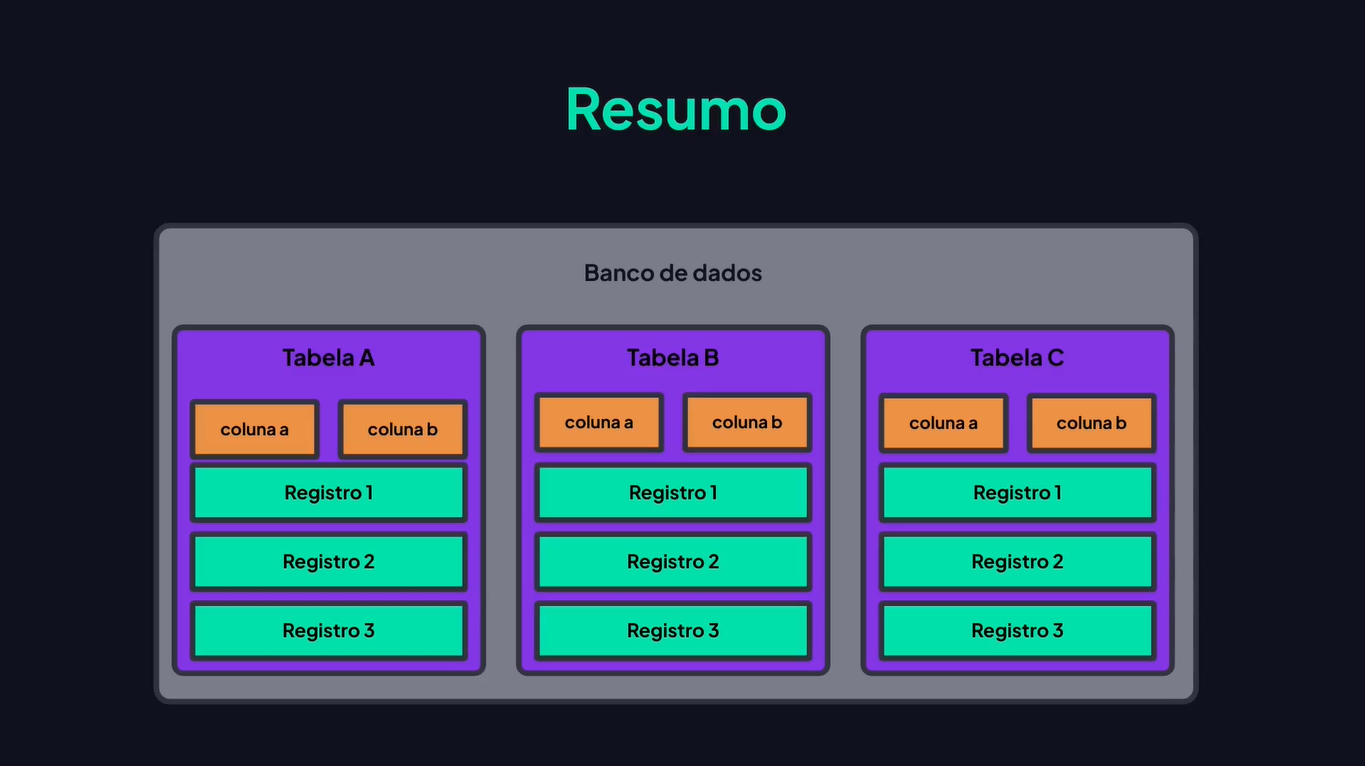 Resumo
Banco de dados
Tabela A
coluna a
coluna b
Registro 1
Registro 2
Registro 3
Tabela B
coluna a
coluna b
Registro 1
Registro 2
Registro 3
Tabela C
coluna a
coluna b
Registro 1
Registro 2
Registro 3